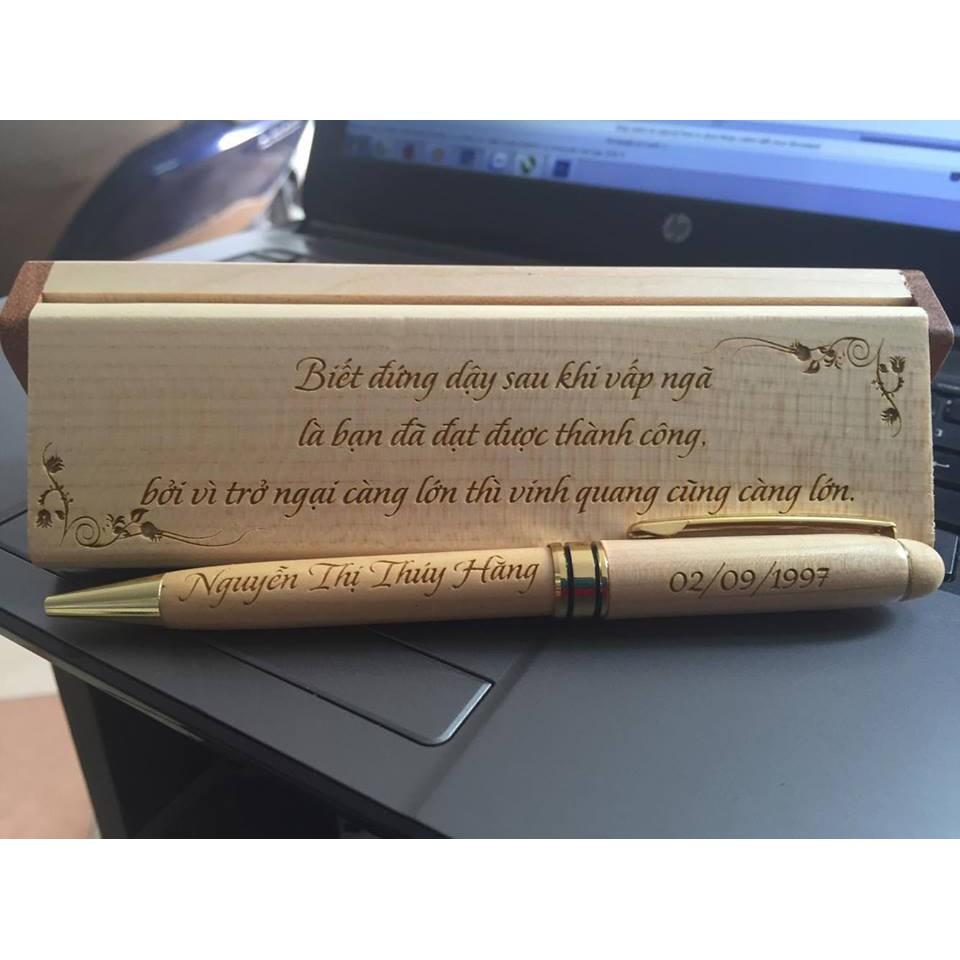 Biết đứng dậy sau khi vấp ngã
là bạn đã đạt được thành công,
bởi vì trở ngại càng lớn thì vinh quang cũng càng lớn.
Nguyễn Thị Thúy Hằng
02/09/1997
hp